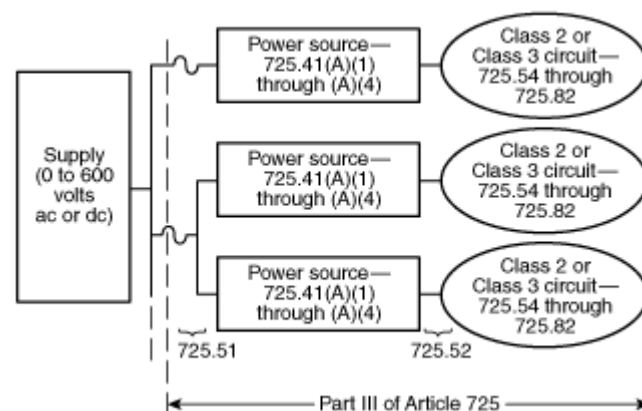 Supply
(0 to 600
volts
ac or dc)
Power source—
725.41(A)(1)
through (A)(4)
Class 2 or
Class 3 circuit—
725.54 through
725.82
Power source—
725.41(A)(1)
through (A)(4)
Class 2 or
Class 3 circuit—
725.54 through
725.82
Power source—
725.41(A)(1)
through (A)(4)
Class 2 or
Class 3 circuit—
725.54 through
725.82
725.51
725.52
Part III of Article 725